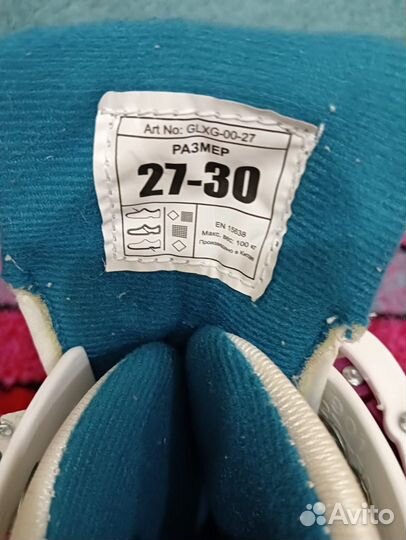 Art No: GLXG-00-27
РАЗМЕР
27-30
EN 15638
Макс. вес: 100 кг
Произведено в Китае
Avito